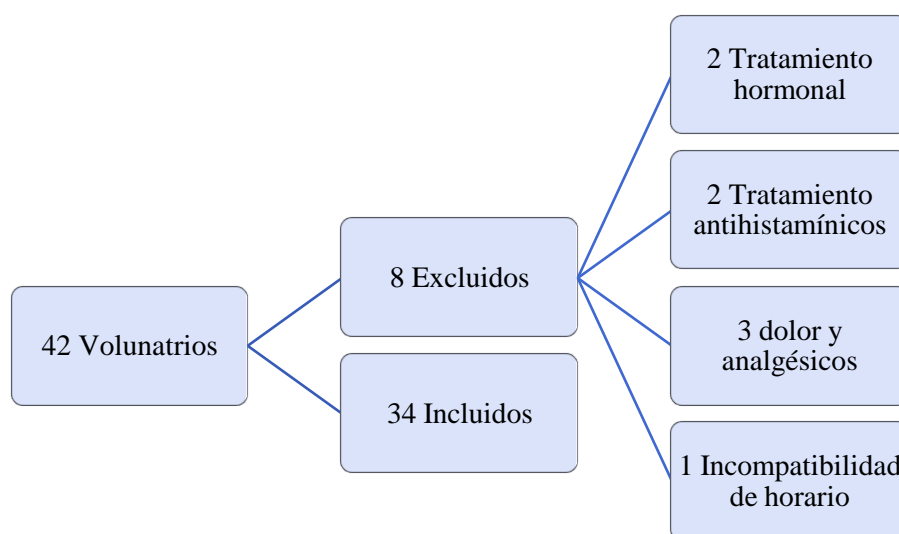 42 Volunatrios
8 Excluidos
34 Incluidos
2 Tratamiento
hormonal
2 Tratamiento
antihistamínicos
3 dolor y
analgésicos
1 Incompatibilidad
de horario